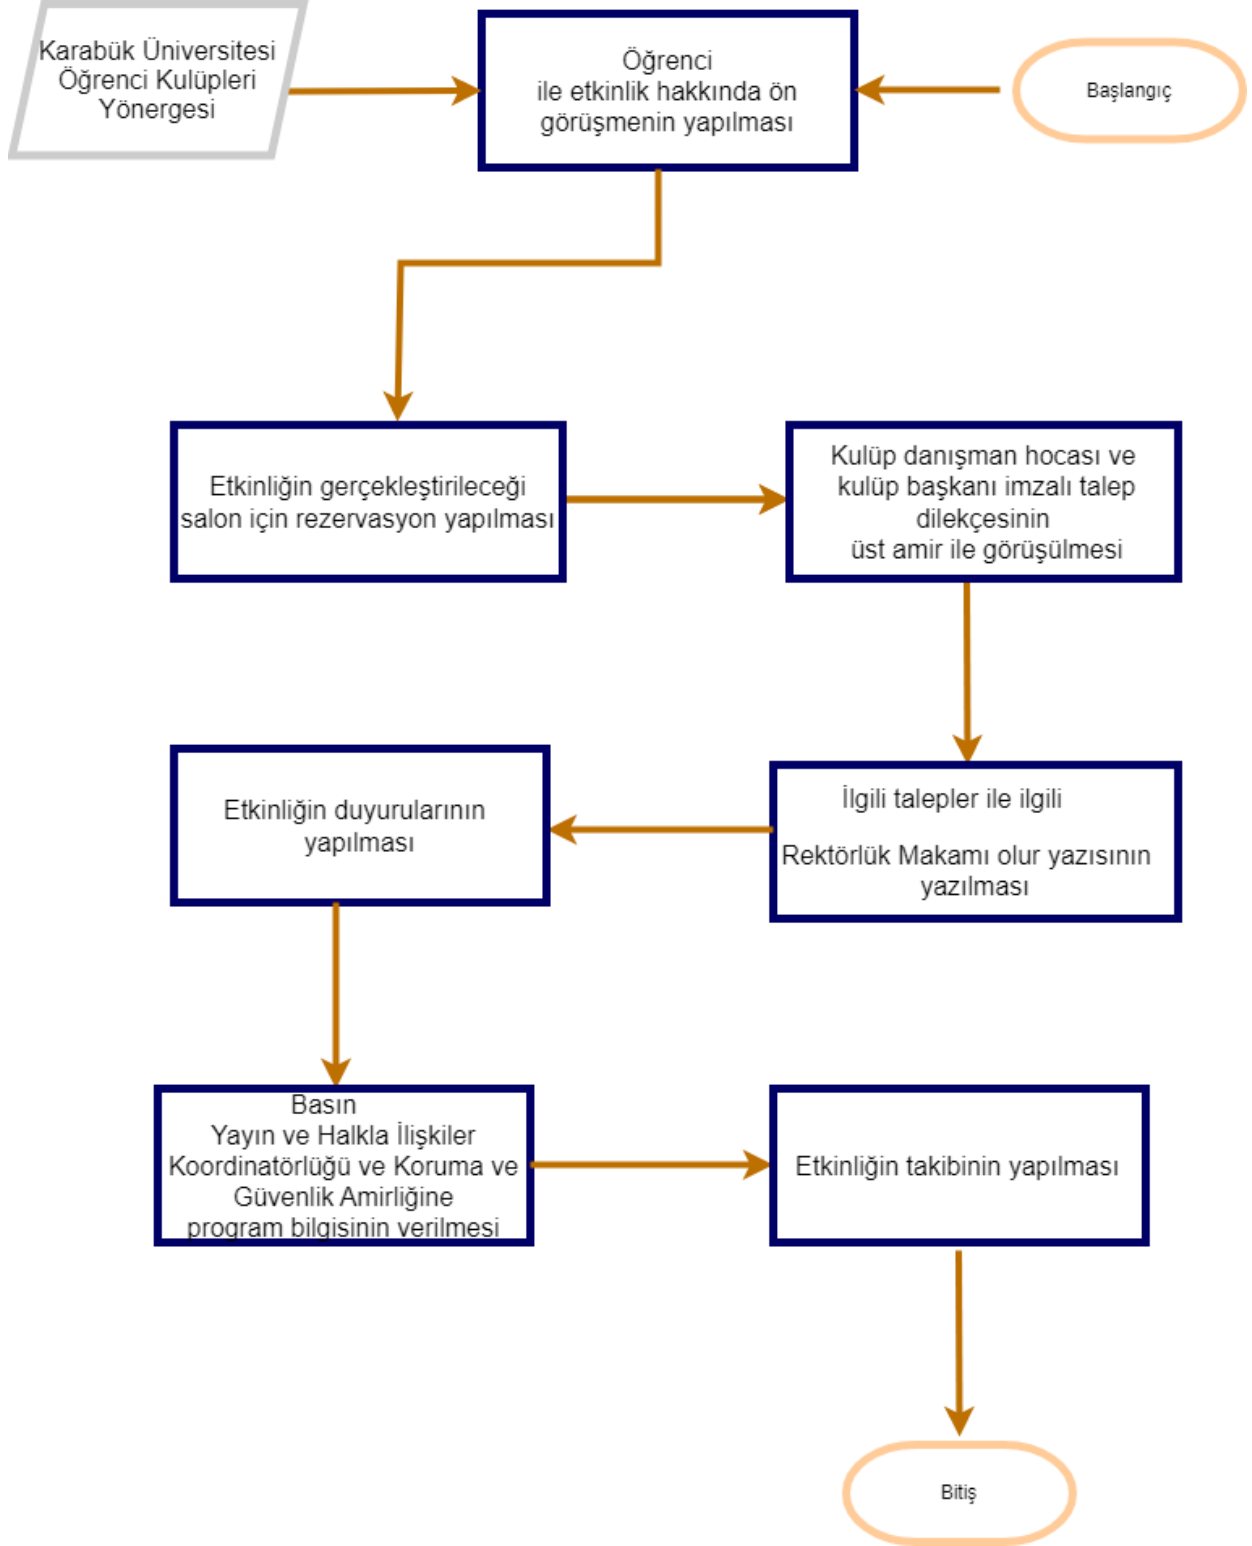 Karabük Üniversitesi
Öğrenci Kulüpleri
Yönergesi
Öğrenci
ile etkinlik hakkında ön
görüşmenin yapılması
Başlangıç
Etkinliğin gerçekleştirileceği
salon için rezervasyon yapılması
Kulüp danışman hocası ve
kulüp başkanı imzalı talep
dilekçesinin
üst amir ile görüşülmesi
İlgili talepler ile ilgili
Rektörlük Makamı olur yazısının
yazılması
Etkinliğin duyurularının
yapılması
Basın
Yayın ve Halkla İlişkiler
Koordinatörlüğü ve Koruma ve
Güvenlik Amirliğine
program bilgisinin verilmesi
Etkinliğin takibinin yapılması
Bitiş